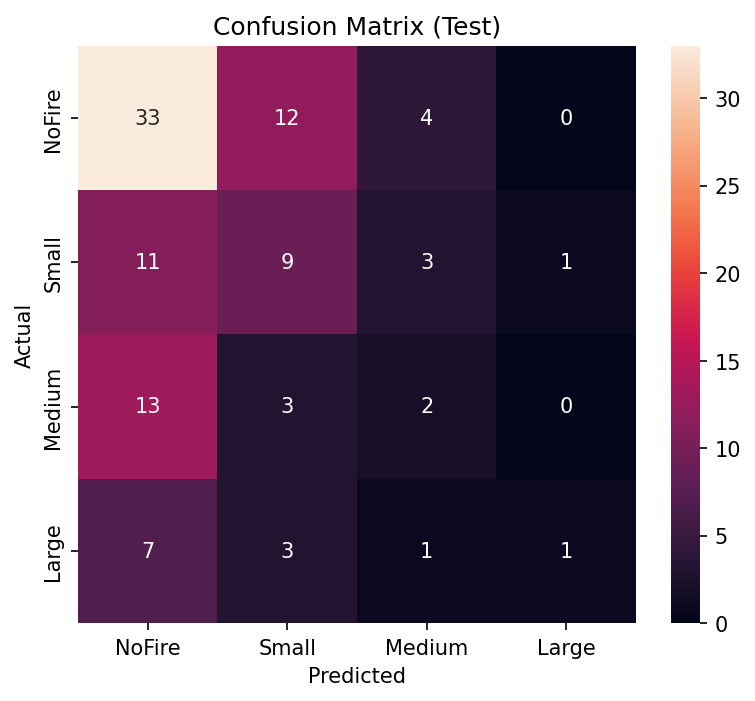 Confusion Matrix (Test)
Actual
NoFire 33 12 4 0
Small 11 9 3 1
Medium 13 3 2 0
Large 7 3 1 1
NoFire Small Medium Large
Predicted
30
25
20
15
10
5
0